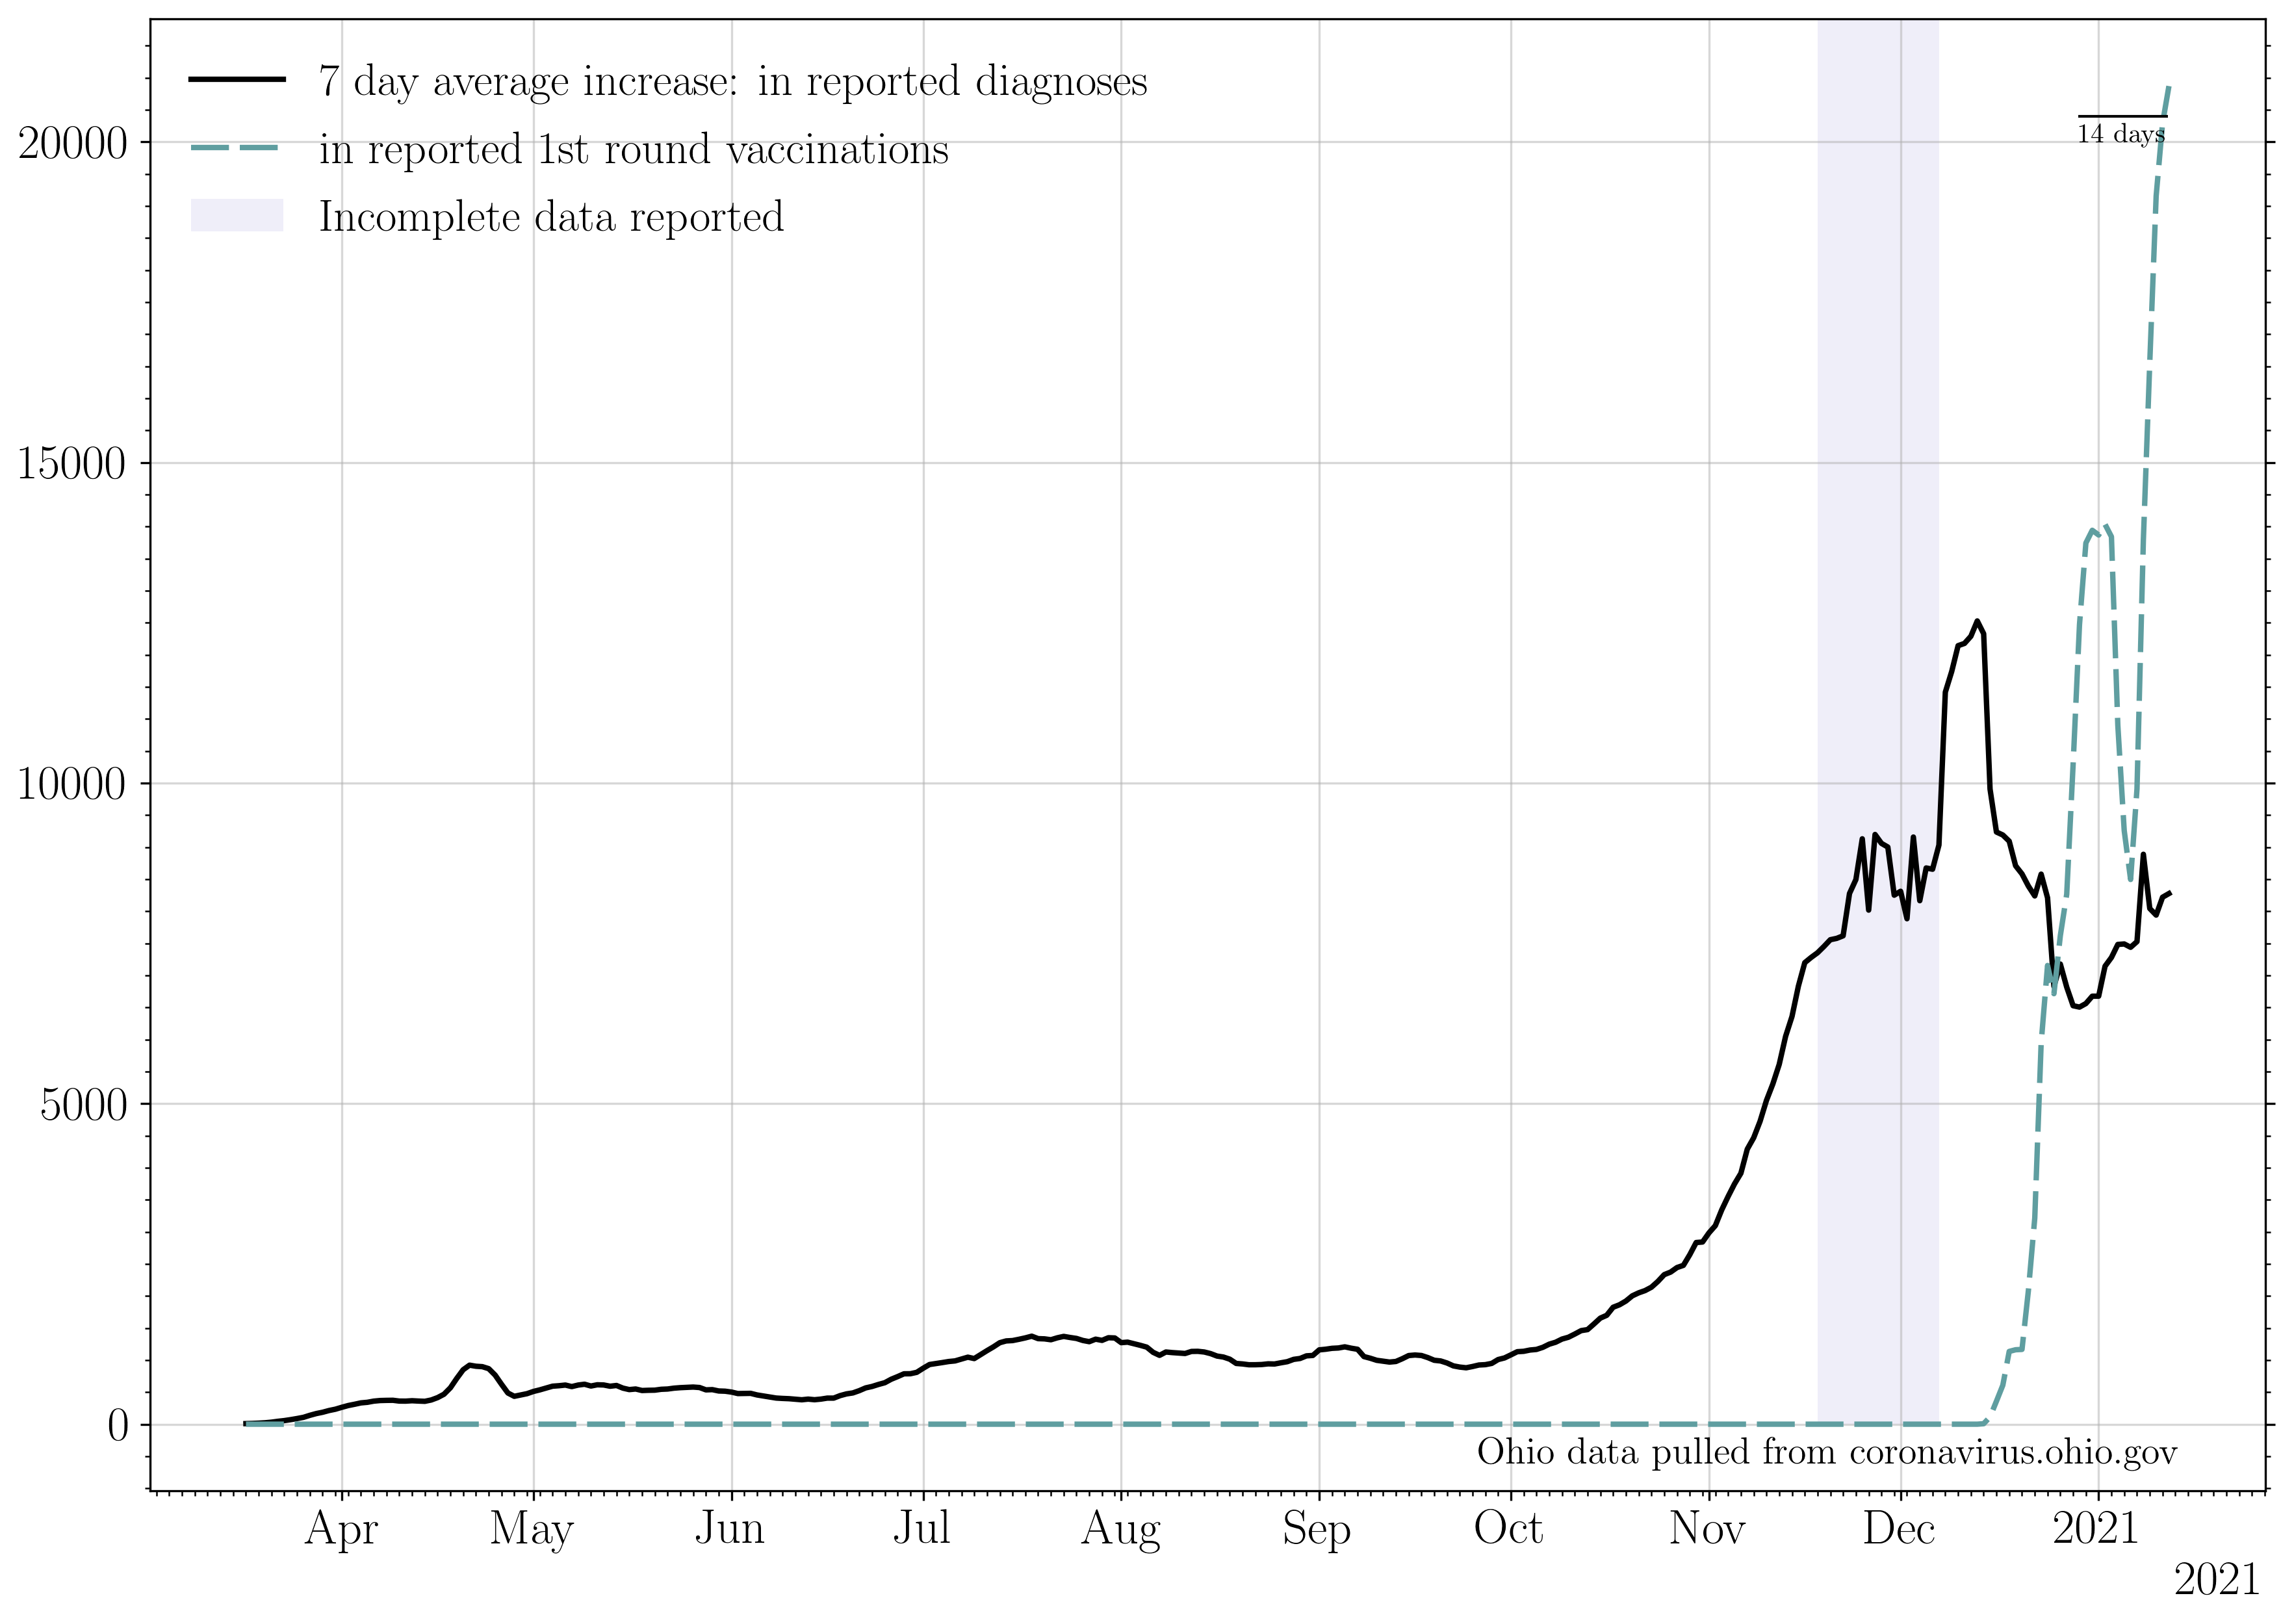 7 day average increase: in reported diagnoses
in reported 1st round vaccinations
Incomplete data reported
14 days
20000
15000
10000
5000
0
Ohio data pulled from coronavirus.ohio.gov
Apr May Jun Jul Aug Sep Oct Nov Dec 2021
2021